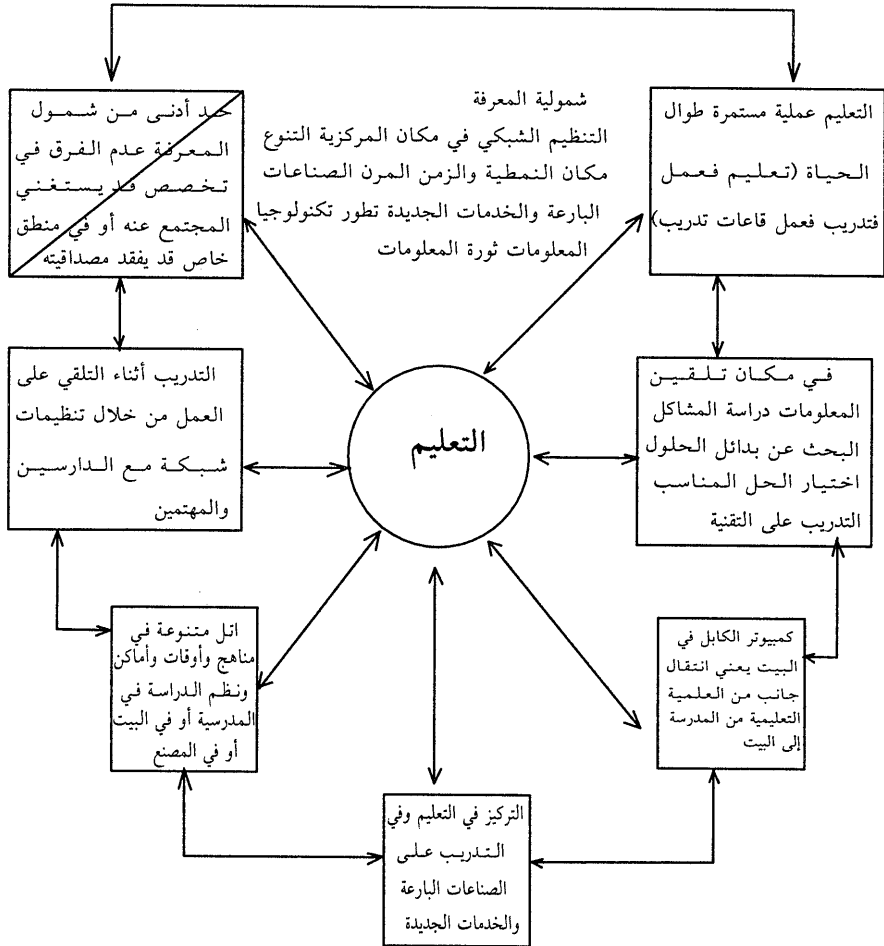 شمولية المعرفة
التنظيم الشبكي في مكان المركزية التنوع
مكان النمطية والزمن المرن الصناعات
البارعة والخدمات الجديدة تطور تكنولوجيا
المعلومات ثورة المعلومات
التعليم عملية مستمرة طوال
الحياة (تعليم فعمل
فتدريب فعمل قاعات تدريب)
حد أدنى من شمول
المعرفة عدم الفرق في
تخصص قد يستغني
المجتمع عنه أو في منطق
خاص قد يفقد مصداقيته
في مكان تلقين
المعلومات دراسة المشاكل
البحث عن بدائل الحلول
اختيار الحل المناسب
التدريب على التقنية
التعليم
التدريب أثناء التلقي على
العمل من خلال تنظيمات
شبكة مع الدارسين
والمهتمين
كمبيوتر الكابل في
البيت يعني انتقال
جانب من العلمية
التعليمية من المدرسة
إلى البيت
اتل متنوعة في
مناهج وأوقات وأماكن
ونظم الدراسة في
المدرسية أو في البيت
أو في المصنع
التركيز في التعليم وفي
التدريب على
الصناعات البارعة
والخدمات الجديدة